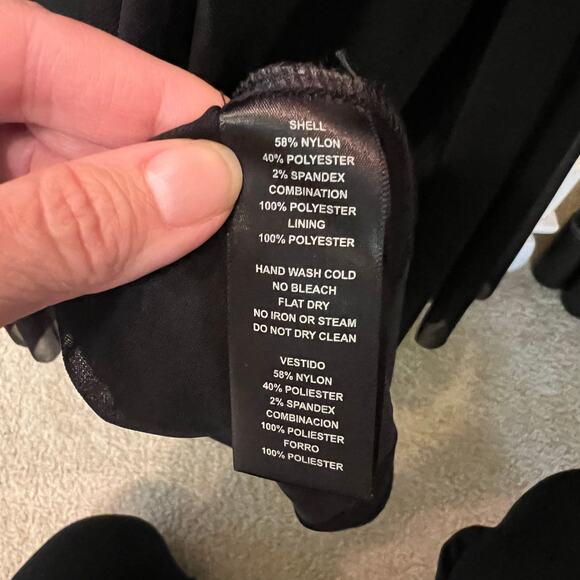 SHELL
58% NYLON
40% POLYESTER
2% SPANDEX
COMBINATION
100% POLYESTER
LINING
100% POLYESTER
HAND WASH COLD
NO BLEACH
FLAT DRY
NO IRON OR STEAM
DO NOT DRY CLEAN
VESTIDO
58% NYLON
40% POLIESTER
2% SPANDEX
COMBINACION
100% POLIESTER
FORRO
100% POLIESTER